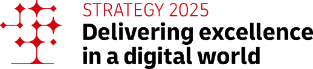 STRATEGY 2025
Delivering excellence
in a digital world